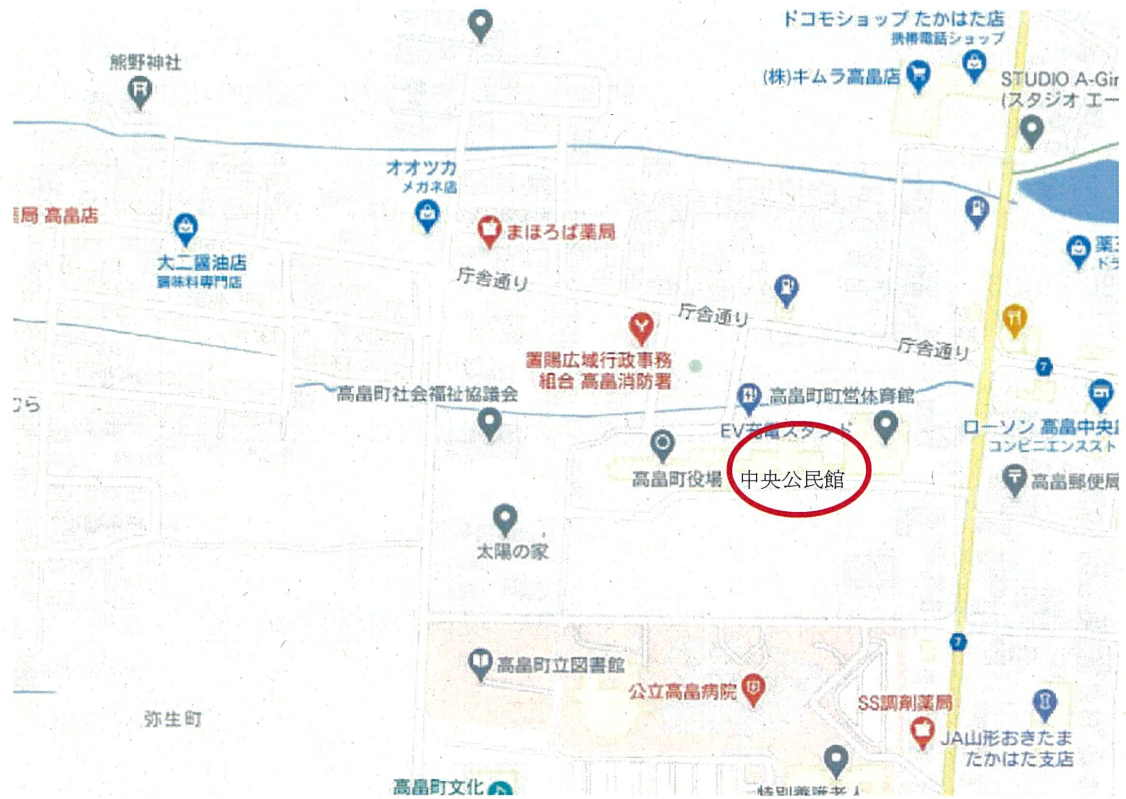 ドコモショップ たかはた店
携帯電話ショップ
熊野神社
(株)キムラ高畠店
STUDIO A-Gir
(スタジオ エー
オオツカ
メガネ店
薬局 高畠店
まほろば薬局
大二醤油店
調味料専門店
庁舎通り
庁舎通り
庁舎通り
置賜広域行政事務
組合 高畠消防署
7
高畠町社会福祉協議会
高畠町町営体育館
EV充電スタンド
ローソン 高畠中央
コンビニエンススト
高畠町役場
中央公民館
高畠郵便局
太陽の家
7
高畠町立図書館
公立高畠病院
SS調剤薬局
弥生町
JA山形おきたま
たかはた支店
高畠町文化
特別養護老人